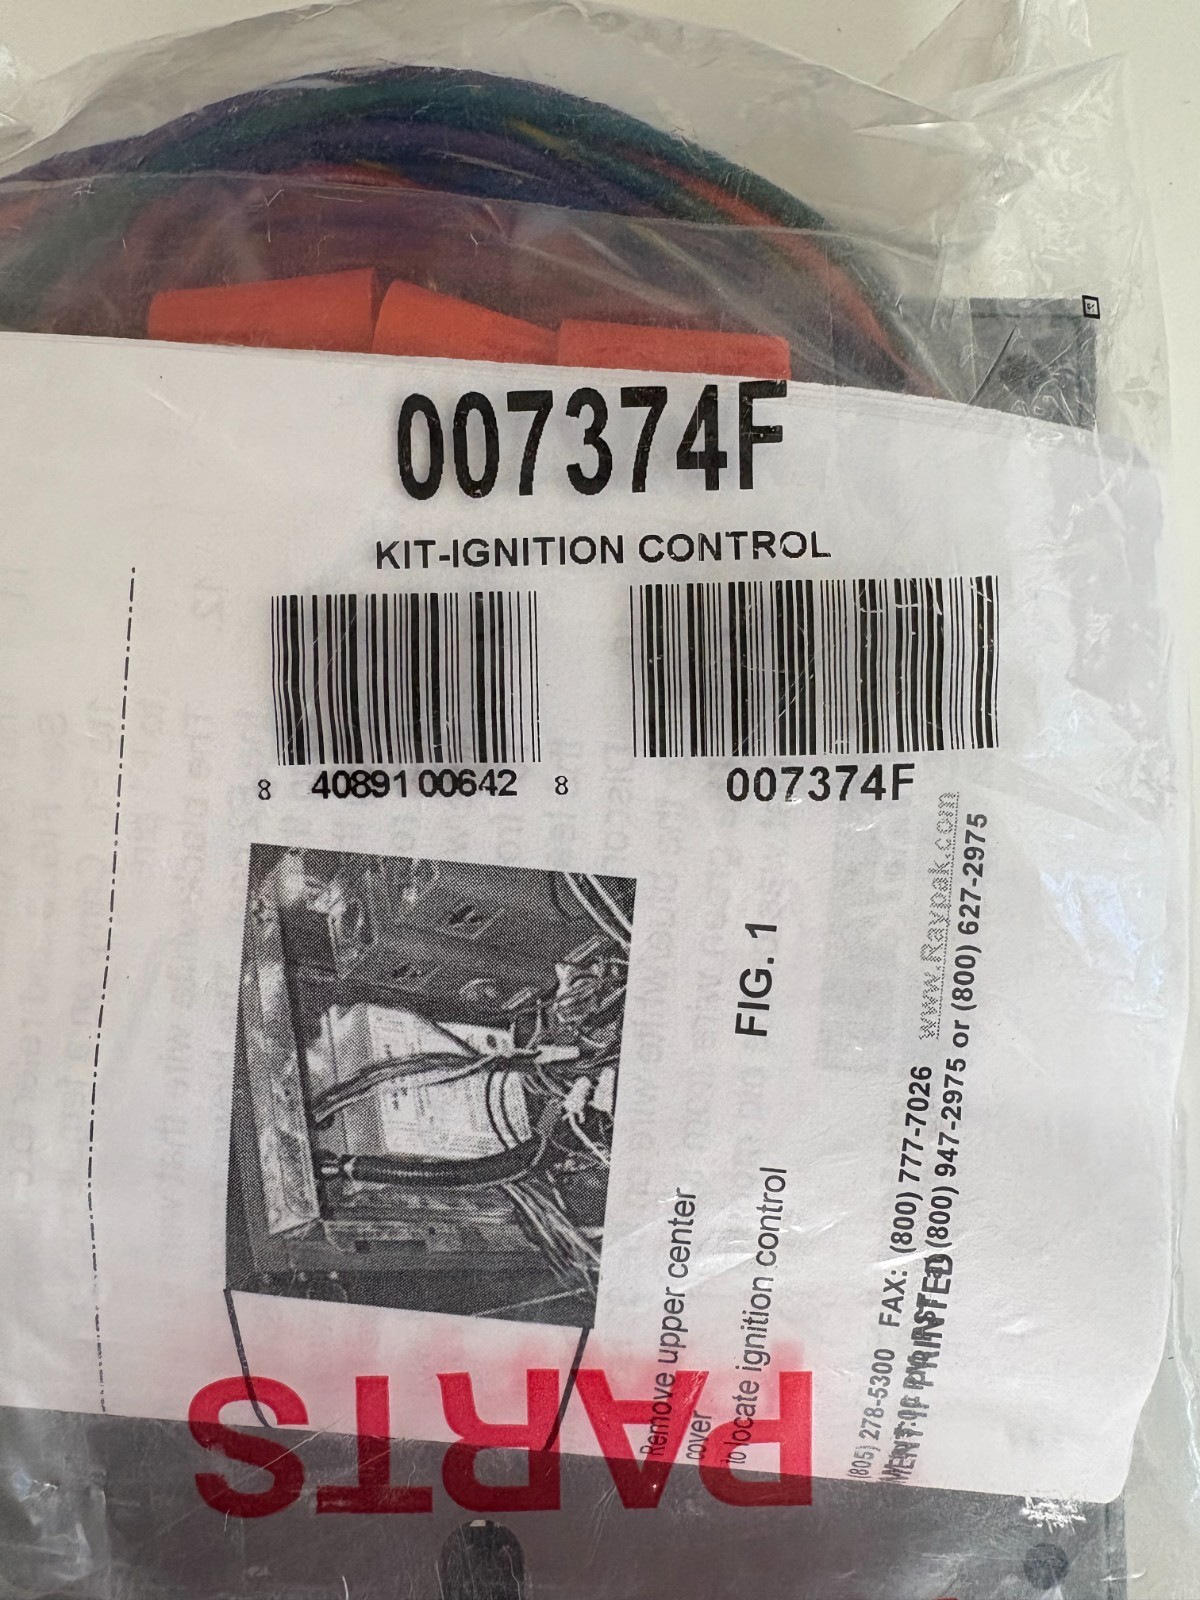 007374F
KIT-IGNITION CONTROL
8 40891 00642 8
007374F
FIG. 1
Remove upper center
cover
to locate ignition control
www.Raypak.com
(805) 278-5300 FAX: (800) 777-7026
PRINTED (800) 947-2975 or (800) 627-2975
PARTS